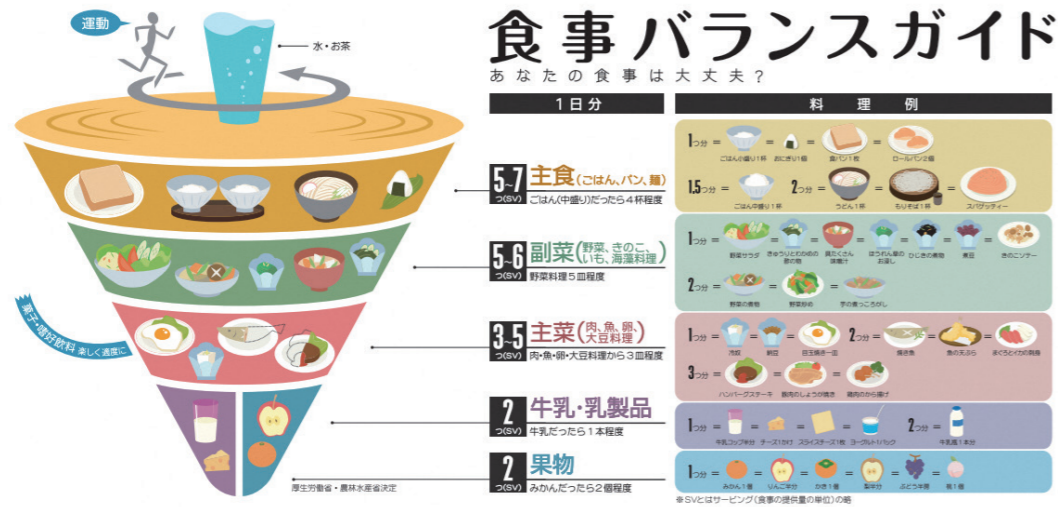 運動
水・お茶
食事バランスガイド
あなたの食事は大丈夫?
1日分
料理例
5~7
つ(SV)
主食(ごはん、パン、麺)
ごはん(中盛り)だったら4杯程度
1つ分 = ごはん小盛り1杯 = おにぎり1個 = 食パン1枚 = ロールパン2個
1.5つ分 = ごはん中盛り1杯 2つ分 = うどん1杯 = もりそば1杯 = スパゲッティー
5~6
つ(SV)
副菜(野菜、きのこ、いも、海藻料理)
野菜料理5皿程度
1つ分 = 野菜サラダ = きゅうりとわかめの酢の物 = 具たくさん味噌汁 = ほうれん草のお浸し = ひじきの煮物 = 煮豆 = きのこソテー
2つ分 = 野菜の煮物 = 野菜炒め = 芋の煮っころがし
菓子・嗜好飲料 楽しく適度に
3~5
つ(SV)
主菜(肉、魚、卵、大豆料理)
肉・魚・卵・大豆料理から3皿程度
1つ分 = 冷奴 = 納豆 = 目玉焼き一皿 2つ分 = 焼き魚 = 魚の天ぷら = まぐろとイカの刺身
3つ分 = ハンバーグステーキ = 豚肉のしょうが焼き = 鶏肉のから揚げ
2
つ(SV)
牛乳・乳製品
牛乳だったら1本程度
1つ分 = 牛乳コップ半分 = チーズ1かけ = スライスチーズ1枚 = ヨーグルト1パック 2つ分 = 牛乳瓶1本分
2
つ(SV)
果物
みかんだったら2個程度
1つ分 = みかん1個 = りんご半分 = かき1個 = 梨半分 = ぶどう半房 = 桃1個
厚生労働省・農林水産省決定
※SVとはサービング(食事の提供量の単位)の略